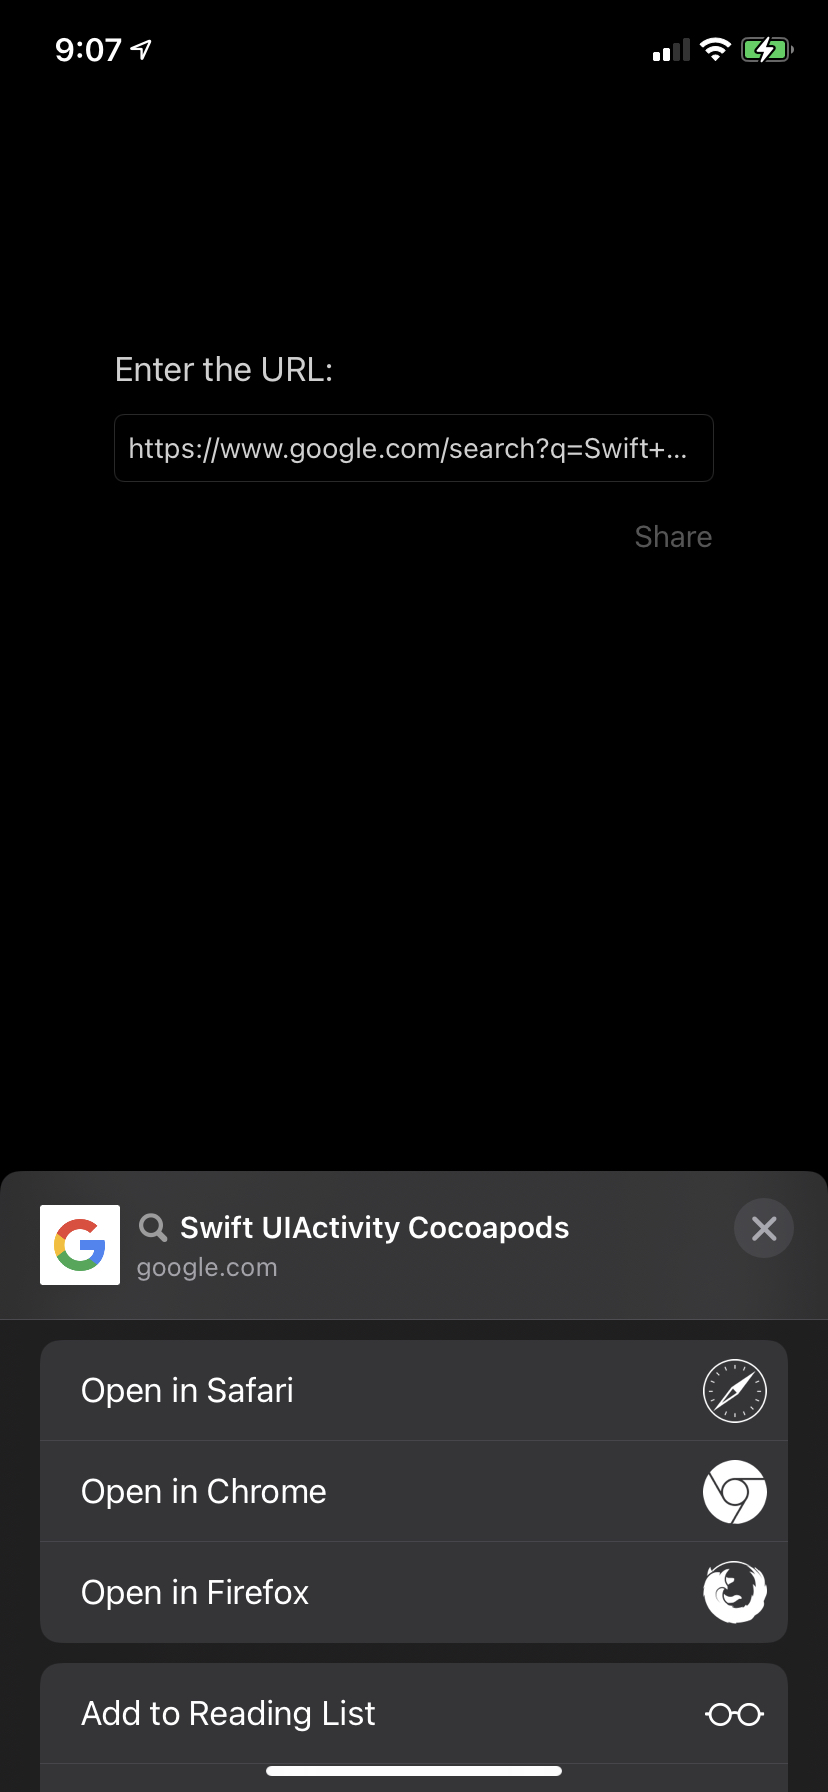 9:07
Enter the URL:
https://www.google.com/search?q=Swift+...
Share
Swift UIActivity Cocoapods
google.com
Open in Safari
Open in Chrome
Open in Firefox
Add to Reading List